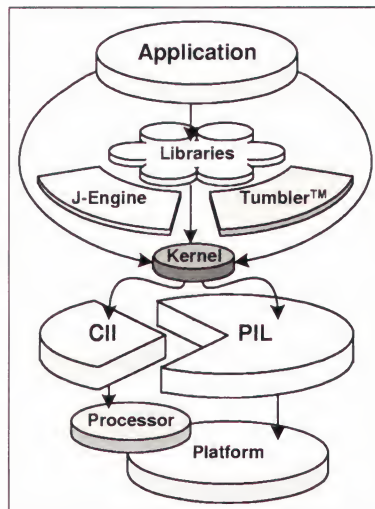 Application
Libraries
J-Engine
Tumbler™
Kernel
CII
PIL
Processor
Platform